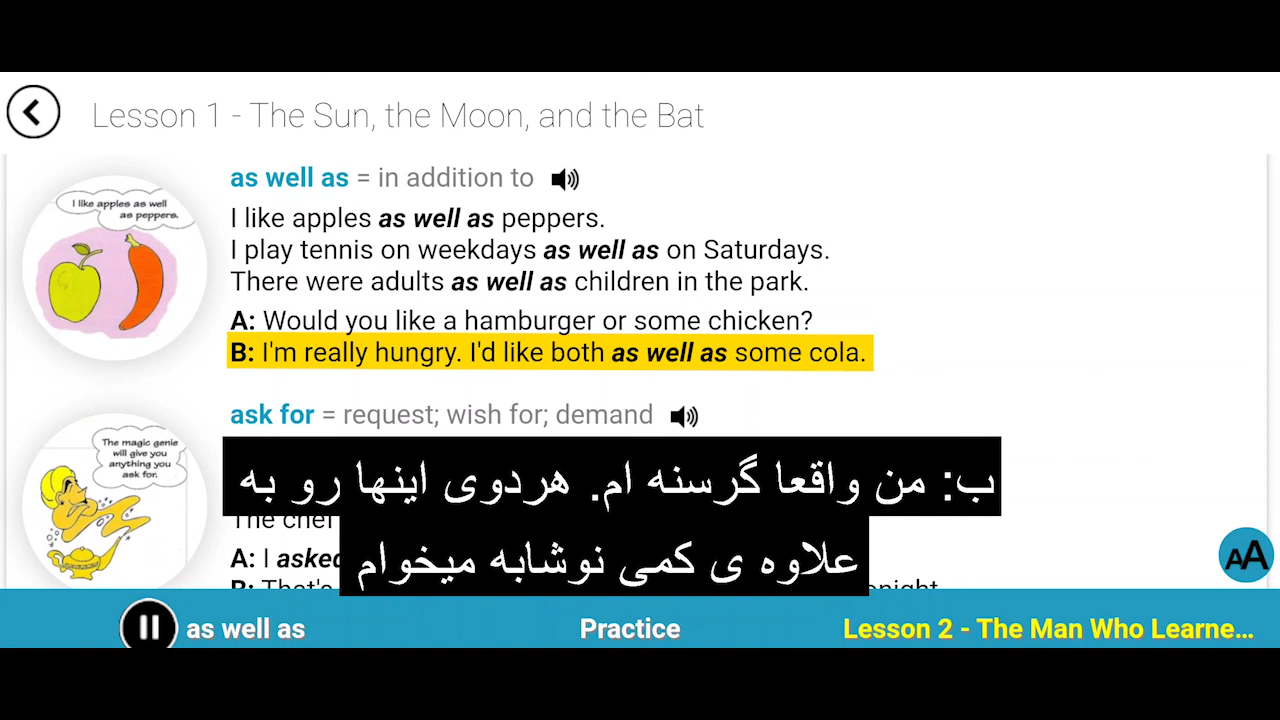 Lesson 1 - The Sun, the Moon, and the Bat
I like apples as well
as peppers.
as well as = in addition to
I like apples as well as peppers.
I play tennis on weekdays as well as on Saturdays.
There were adults as well as children in the park.
A: Would you like a hamburger or some chicken?
B: I'm really hungry. I'd like both as well as some cola.
The magic genie
will give you
anything you
ask for.
ask for = request; wish for; demand
ب: من واقعا گرسنه ام. هردوی اینها رو به
علاوه ی کمی نوشابه میخوام
The chef
A: I asked
B: That's
AA
as well as
Practice
Lesson 2 - The Man Who Learne...